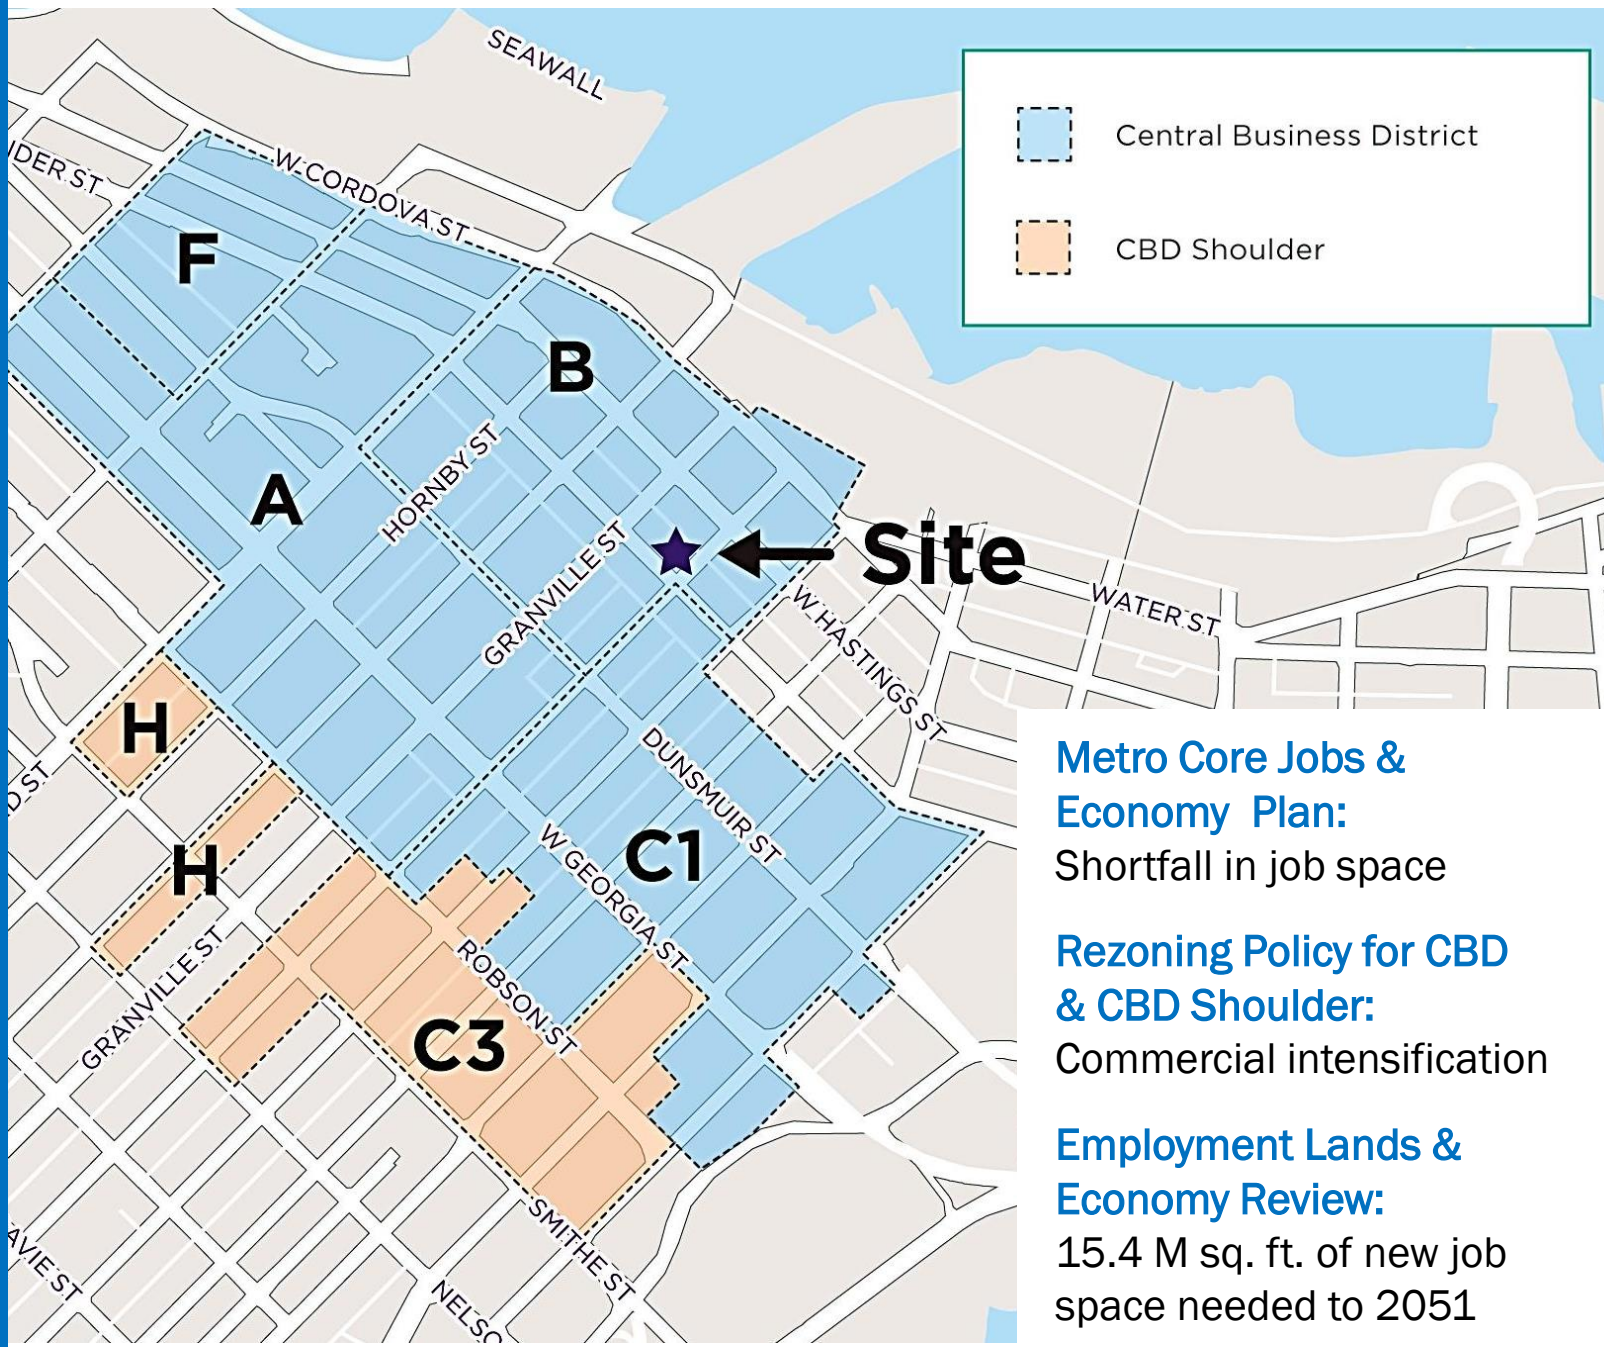 SEAWALL
Central Business District
CBD Shoulder
W CORDOVA ST
F
B
HORNBY ST
A
GRANVILLE ST
Site
WATER ST
W HASTINGS ST
H
DUNSMUIR ST
H
W GEORGIA ST
C1
GRANVILLE ST
ROBSON ST
C3
SMITHE ST
Metro Core Jobs &
Economy Plan:
Shortfall in job space
Rezoning Policy for CBD
& CBD Shoulder:
Commercial intensification
Employment Lands &
Economy Review:
15.4 M sq. ft. of new job
space needed to 2051